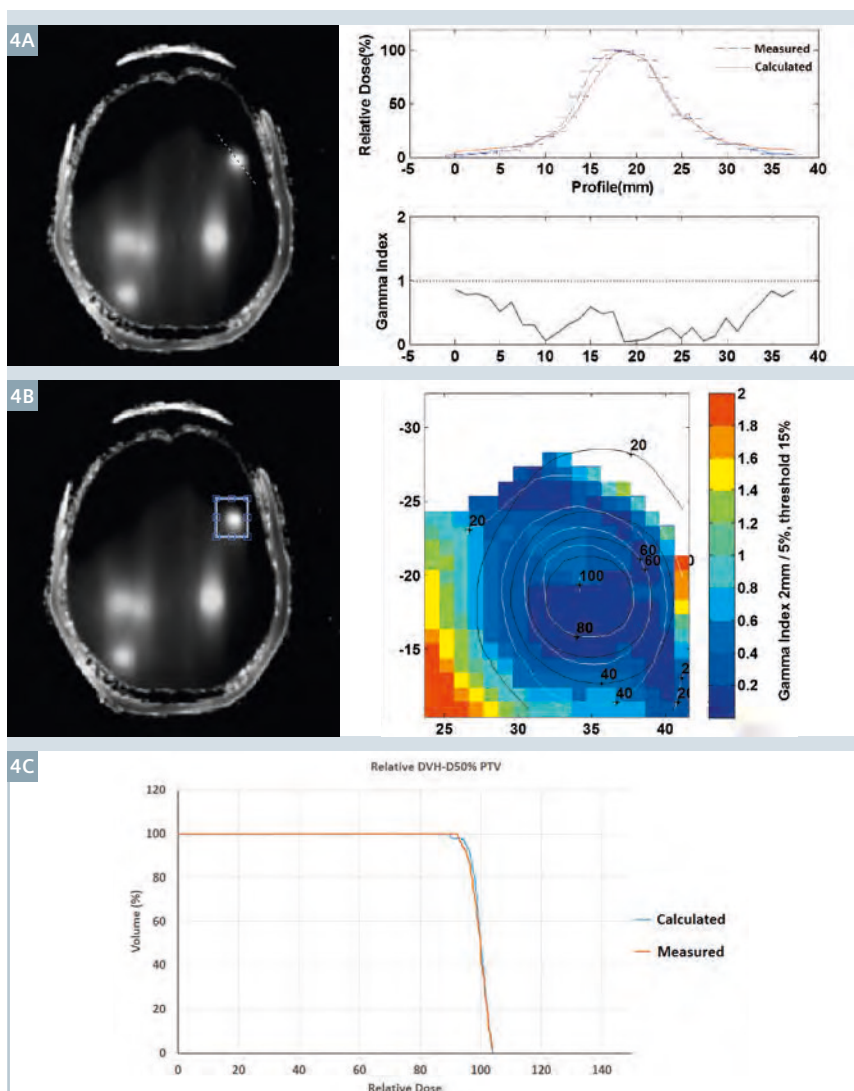 4A
Relative Dose(%)
100
50
0
Measured
Calculated
-5 0 5 10 15 20 25 30 35 40
Profile(mm)
Gamma Index
2
1
0
-5 0 5 10 15 20 25 30 35 40
4B
-30
-25
-20
-15
25 30 35 40
20
20
60
60
100
80
40
40
2
1.8
1.6
1.4
1.2
1
0.8
0.6
0.4
0.2
Gamma Index 2mm / 5%, threshold 15%
4C
Relative DVH-D50% PTV
Volume (%)
120
100
80
60
40
20
0
0 20 40 60 80 100 120 140
Relative Dose
Calculated
Measured